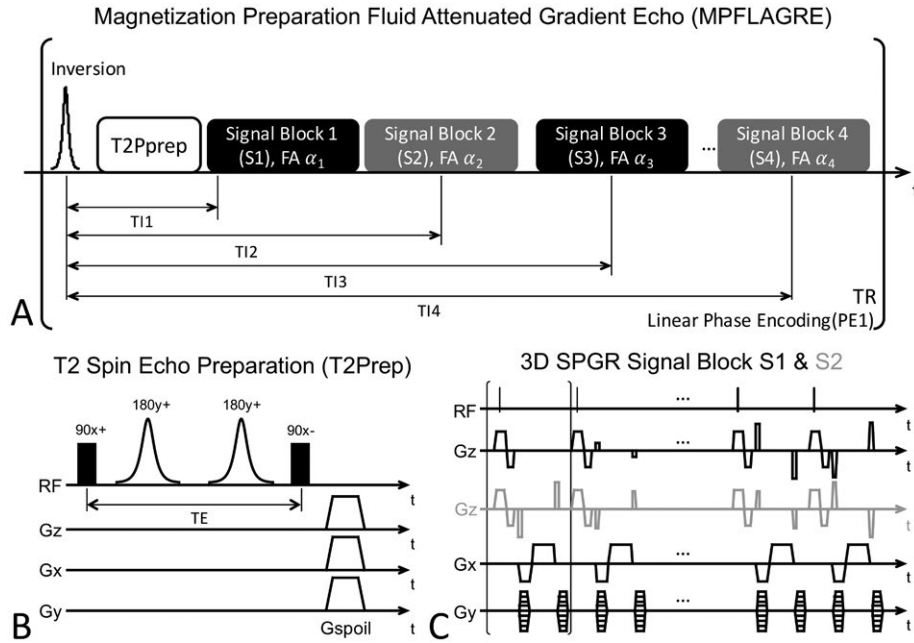 Magnetization Preparation Fluid Attenuated Gradient Echo (MPFLAGRE)
Inversion
T2Pprep
Signal Block 1
(S1), FA α1
Signal Block 2
(S2), FA α2
Signal Block 3
(S3), FA α3
...
Signal Block 4
(S4), FA α4
t
TI1
TI2
TI3
TI4
TR
Linear Phase Encoding(PE1)
A
T2 Spin Echo Preparation (T2Prep)
90x+
180y+
180y+
90x-
RF
t
TE
Gz
t
Gx
t
Gy
t
Gspoil
B
3D SPGR Signal Block S1 & S2
RF
...
t
Gz
...
t
Gz
t
Gx
...
t
Gy
...
t
C